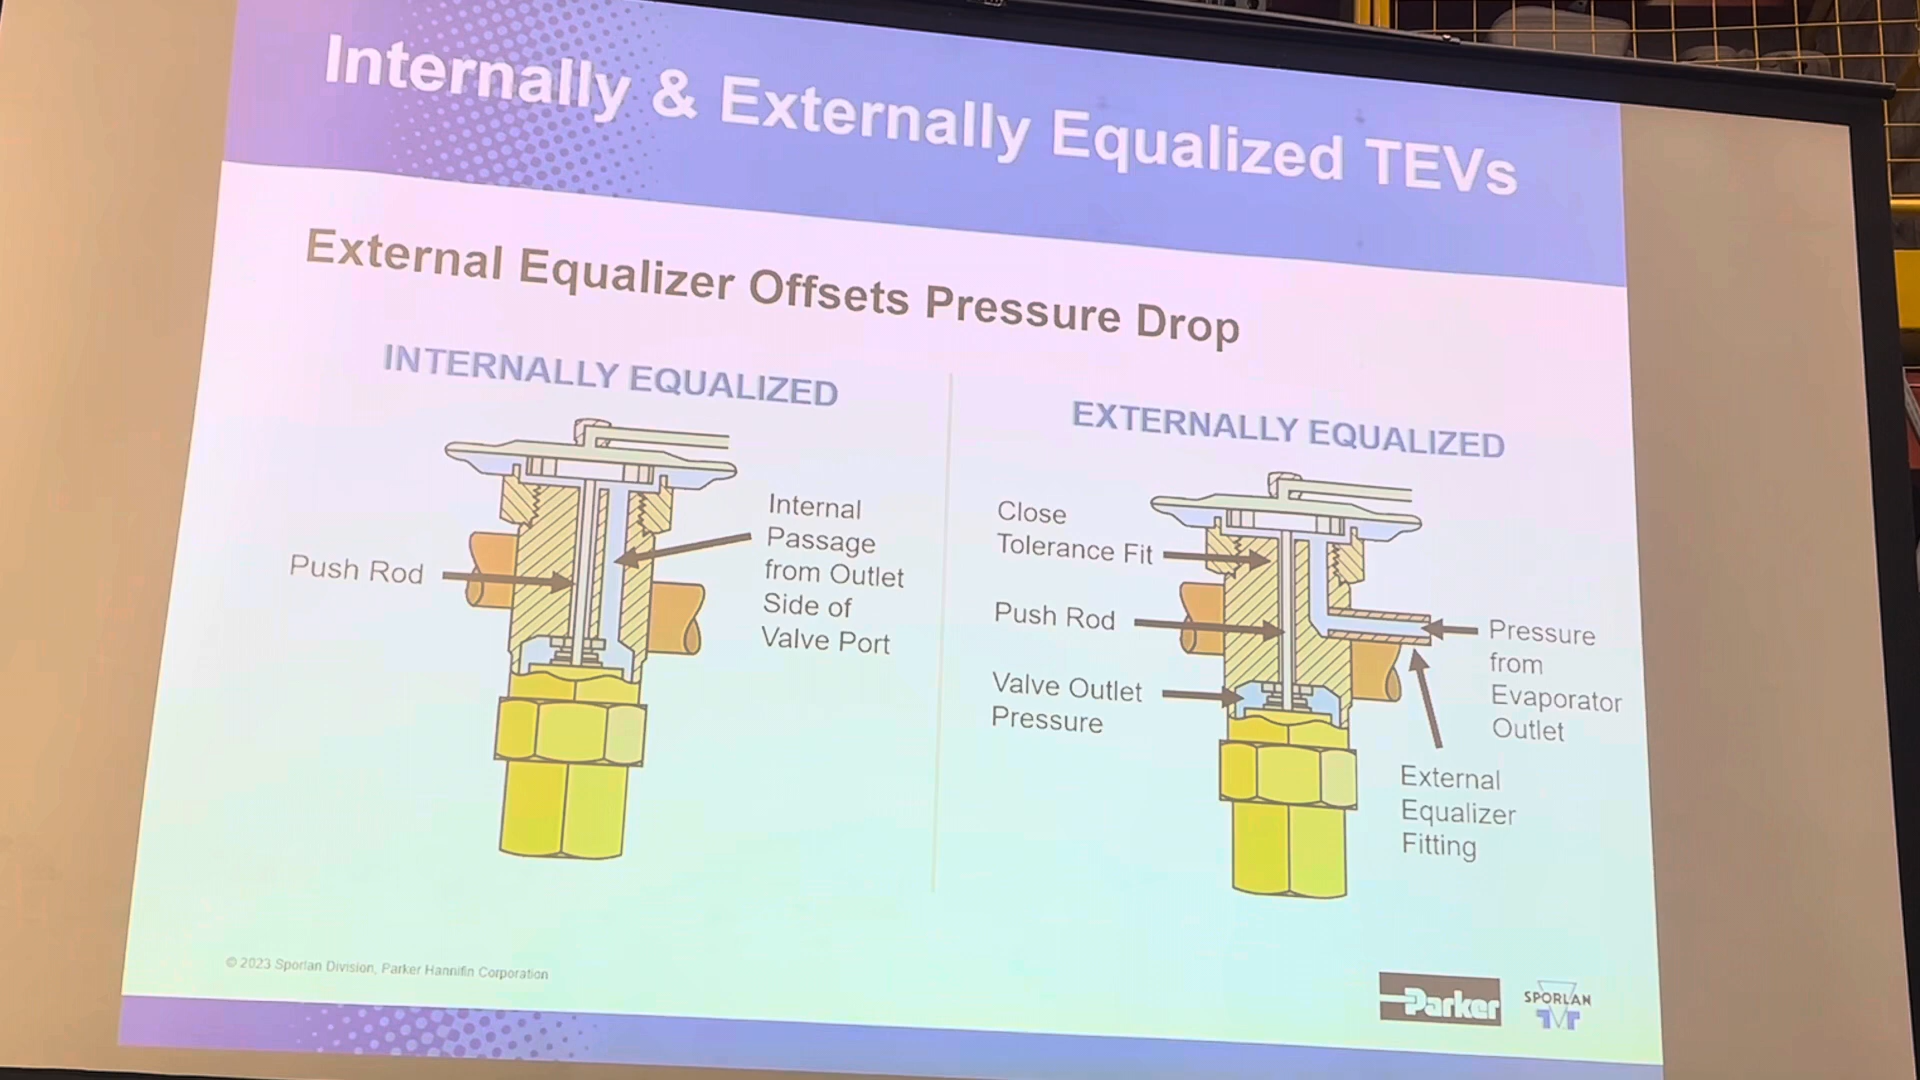 Internally & Externally Equalized TEVs
External Equalizer Offsets Pressure Drop
INTERNALLY EQUALIZED
Push Rod
Internal
Passage
from Outlet
Side of
Valve Port
EXTERNALLY EQUALIZED
Close
Tolerance Fit
Push Rod
Valve Outlet
Pressure
Pressure
from
Evaporator
Outlet
External
Equalizer
Fitting
© 2023 Sporlan Division, Parker Hannifin Corporation
Parker
SPORLAN